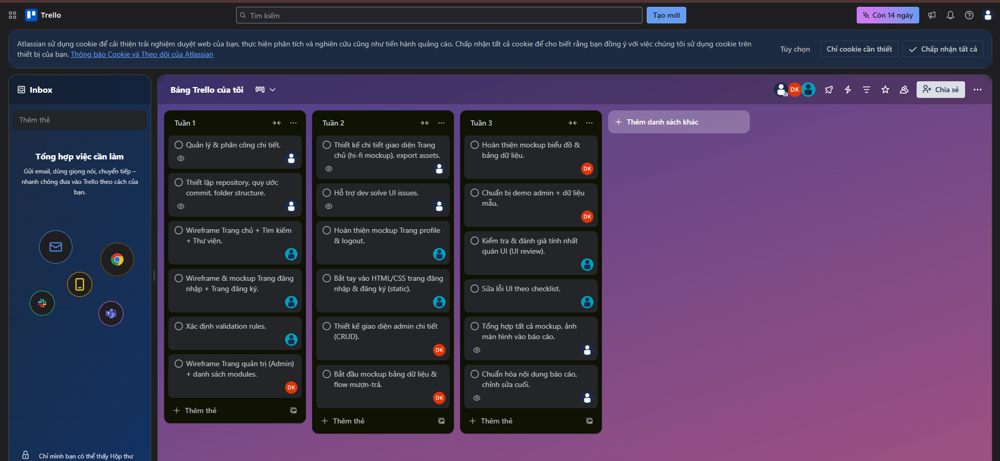 Trello
Tìm kiếm
Tạo mới
Còn 14 ngày
Atlassian sử dụng cookie để cải thiện trải nghiệm duyệt web của bạn, thực hiện phân tích và nghiên cứu cũng như tiến hành quảng cáo. Chấp nhận tất cả cookie để cho biết rằng bạn đồng ý với việc chúng tôi sử dụng cookie trên
thiết bị của bạn. Thông báo Cookie và Theo dõi của Atlassian
Tùy chọn
Chỉ cookie cần thiết
Chấp nhận tất cả
Inbox
Thêm thẻ
Tổng hợp việc cần làm
Gửi email, dùng giọng nói, chuyển tiếp –
nhanh chóng đưa vào Trello theo cách của
bạn.
Chỉ mình bạn có thể thấy Hộp thư
Bảng Trello của tôi
DK
Chia sẻ
Tuần 1
Quản lý & phân công chi tiết.
Thiết lập repository, quy ước
commit, folder structure.
Wireframe Trang chủ + Tìm kiếm
+ Thư viện.
Wireframe & mockup Trang đăng
nhập + Trang đăng ký.
Xác định validation rules.
Wireframe Trang quản trị (Admin)
+ danh sách modules.
DK
Thêm thẻ
Tuần 2
Thiết kế chi tiết giao diện Trang
chủ (hi-fi mockup), export assets.
Hỗ trợ dev solve UI issues.
Hoàn thiện mockup Trang profile
& logout.
Bắt tay vào HTML/CSS trang đăng
nhập & đăng ký (static).
Thiết kế giao diện admin chi tiết
(CRUD).
DK
Bắt đầu mockup bảng dữ liệu &
flow mượn-trả.
DK
Thêm thẻ
Tuần 3
Hoàn thiện mockup biểu đồ &
bảng dữ liệu.
DK
Chuẩn bị demo admin + dữ liệu
mẫu.
DK
Kiểm tra & đánh giá tính nhất
quán UI (UI review).
Sửa lỗi UI theo checklist.
Tổng hợp tất cả mockup, ảnh
màn hình vào báo cáo.
Chuẩn hóa nội dung báo cáo,
chỉnh sửa cuối.
Thêm thẻ
Thêm danh sách khác